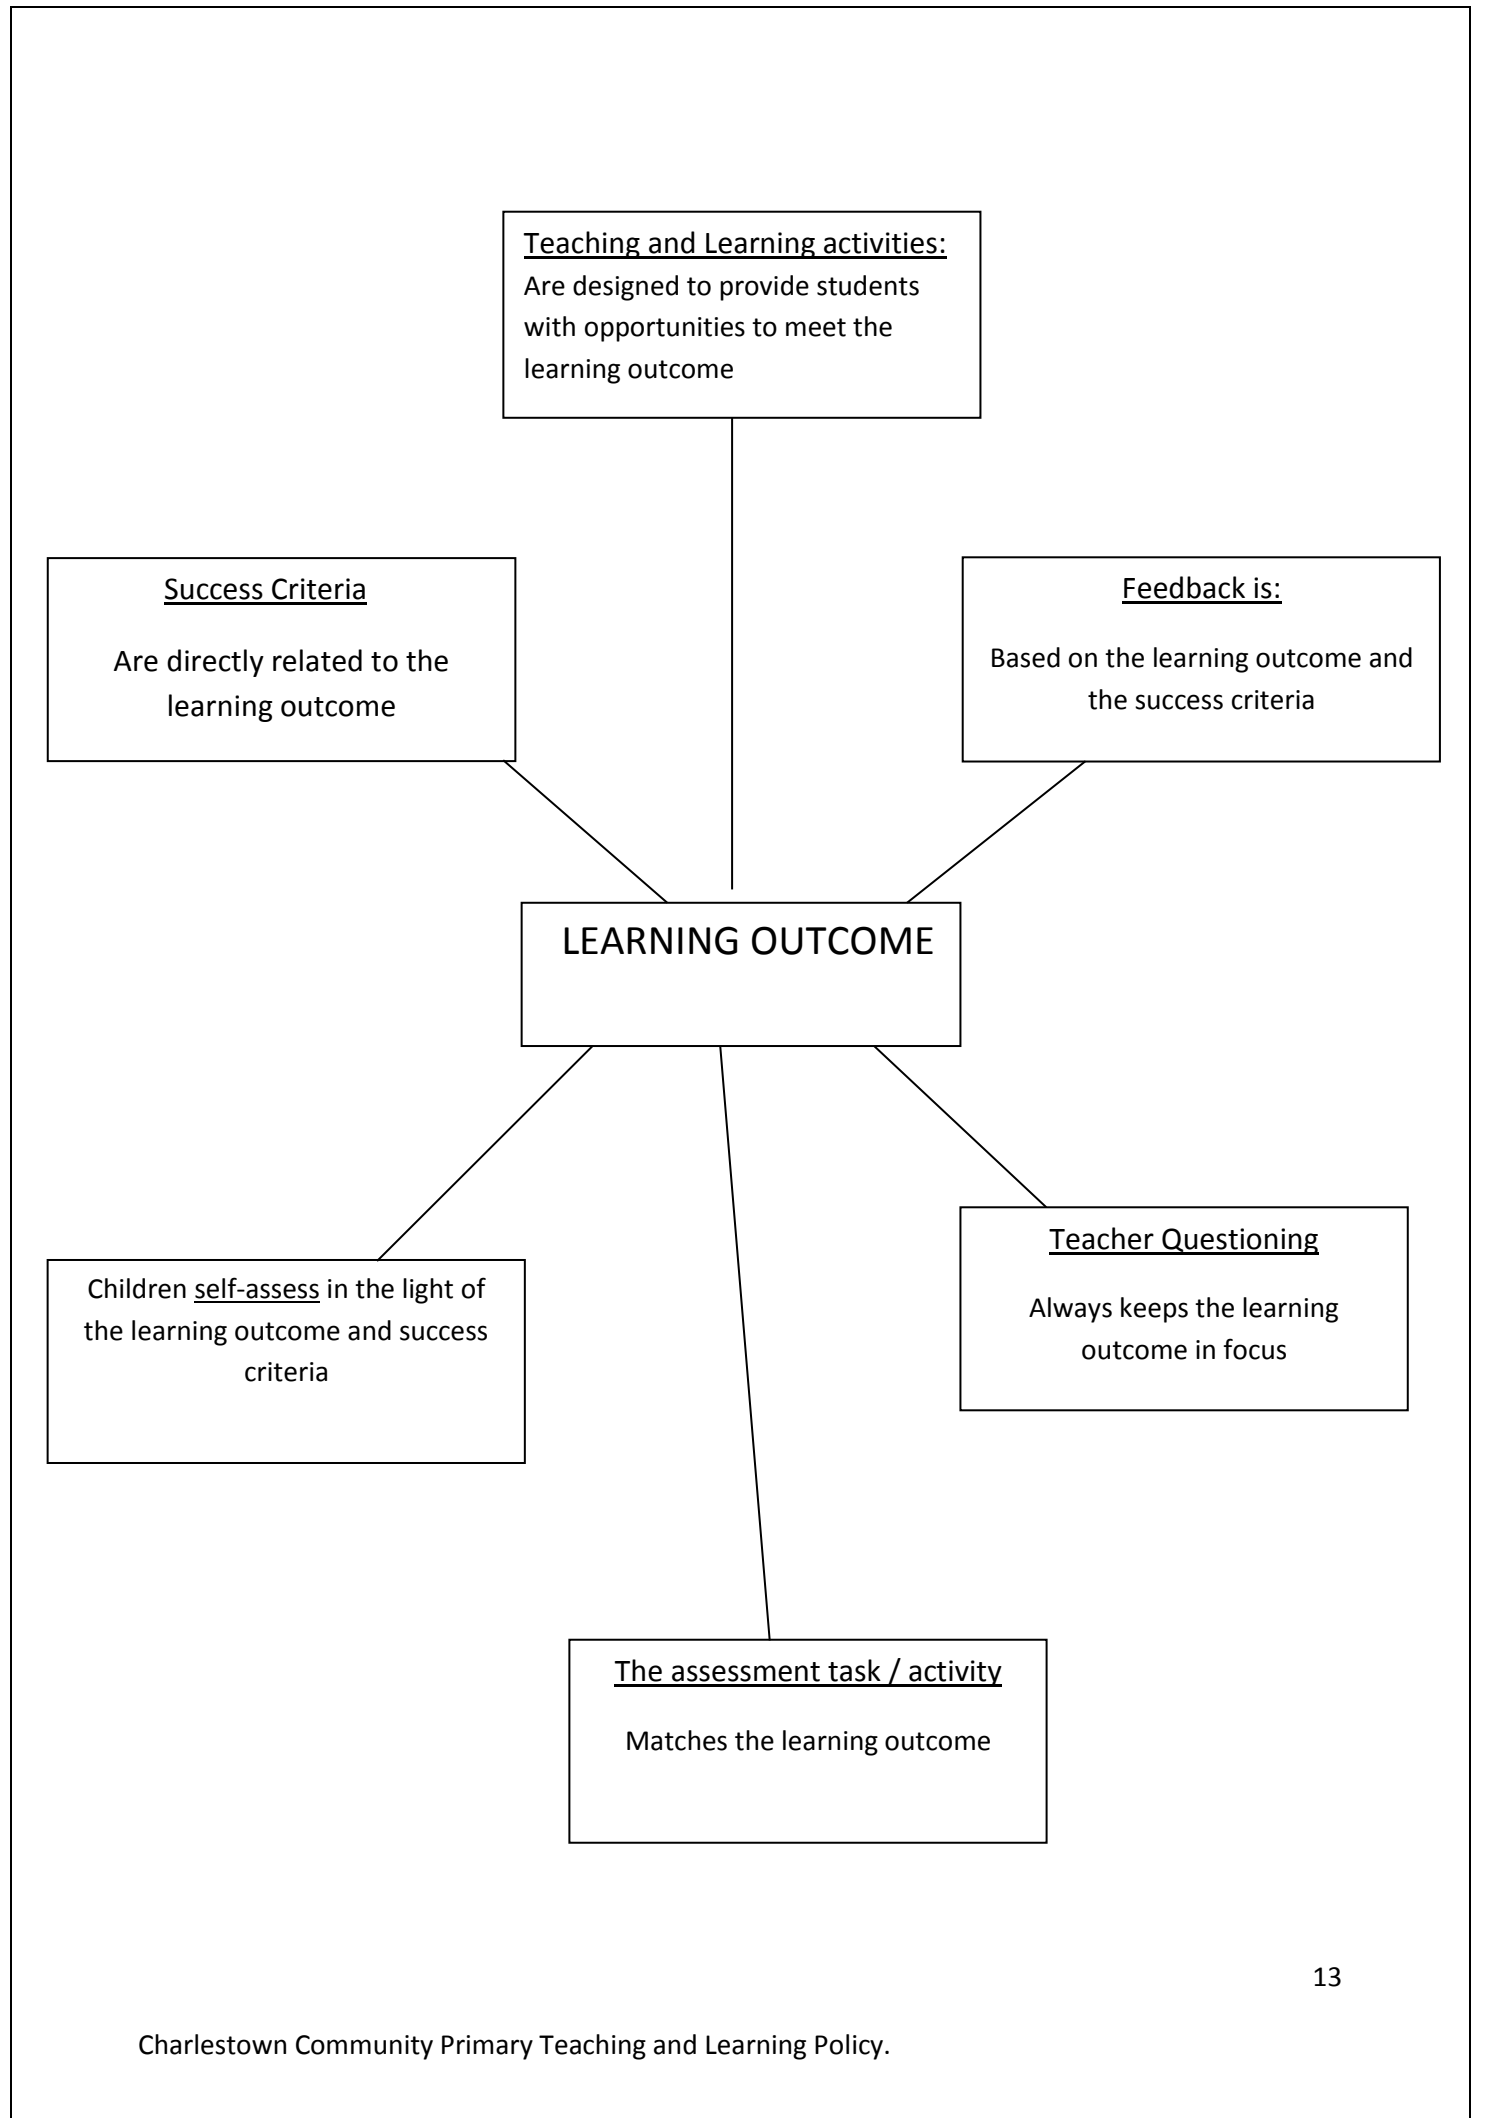 Teaching and Learning activities:
Are designed to provide students
with opportunities to meet the
learning outcome
Success Criteria
Are directly related to the
learning outcome
Feedback is:
Based on the learning outcome and
the success criteria
LEARNING OUTCOME
Children self-assess in the light of
the learning outcome and success
criteria
Teacher Questioning
Always keeps the learning
outcome in focus
The assessment task / activity
Matches the learning outcome
13
Charlestown Community Primary Teaching and Learning Policy.